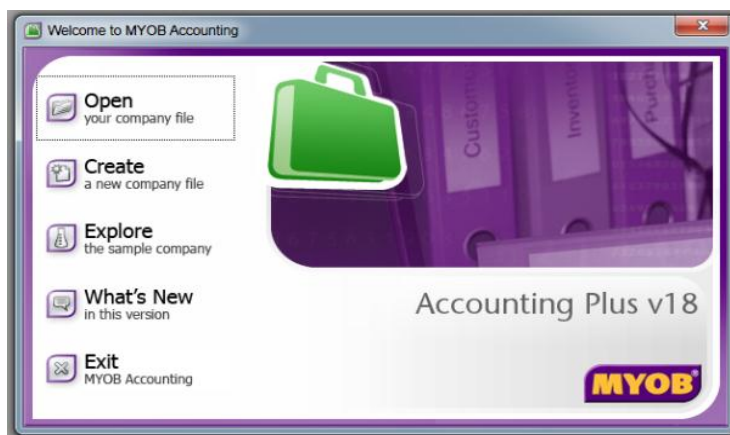 Welcome to MYOB Accounting
Open
your company file
Create
a new company file
Explore
the sample company
What's New
in this version
Exit
MYOB Accounting
Custom
Inventor
Purch
Accounting Plus v18
MYOB®